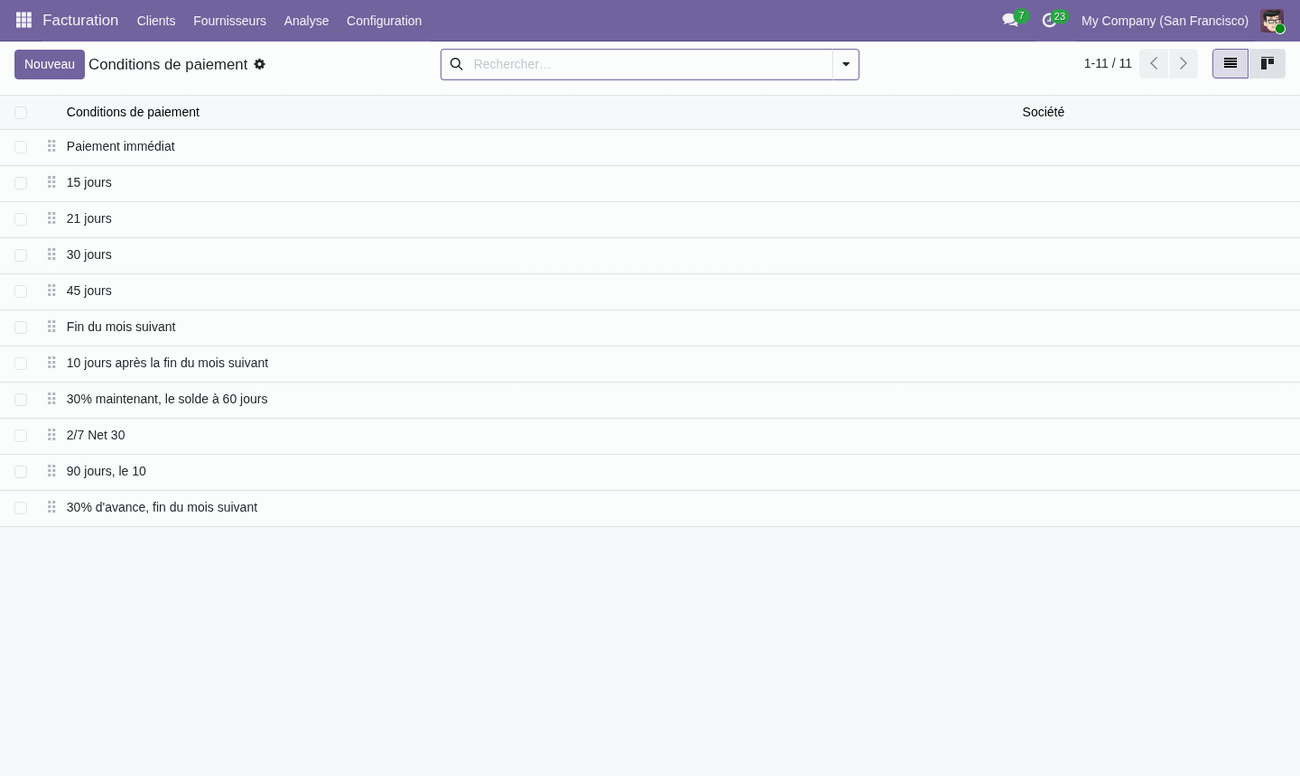 Facturation Clients Fournisseurs Analyse Configuration 7 23 My Company (San Francisco)
Nouveau Conditions de paiement Rechercher... 1-11 / 11
Conditions de paiement Société
Paiement immédiat
15 jours
21 jours
30 jours
45 jours
Fin du mois suivant
10 jours après la fin du mois suivant
30% maintenant, le solde à 60 jours
2/7 Net 30
90 jours, le 10
30% d'avance, fin du mois suivant